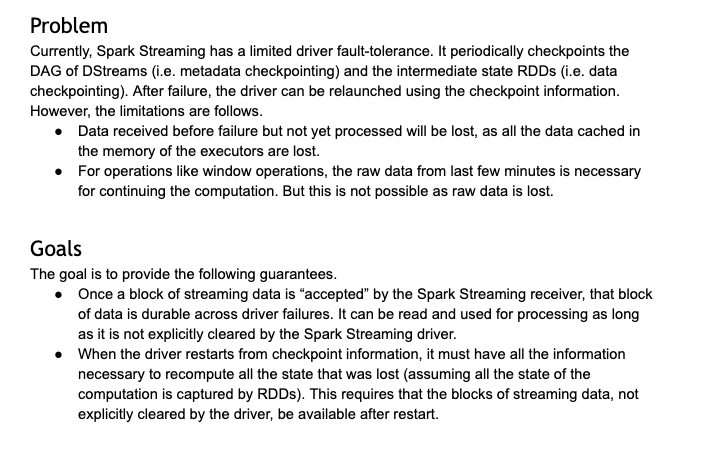 Problem
Currently, Spark Streaming has a limited driver fault-tolerance. It periodically checkpoints the
DAG of DStreams (i.e. metadata checkpointing) and the intermediate state RDDs (i.e. data
checkpointing). After failure, the driver can be relaunched using the checkpoint information.
However, the limitations are follows.
● Data received before failure but not yet processed will be lost, as all the data cached in
the memory of the executors are lost.
● For operations like window operations, the raw data from last few minutes is necessary
for continuing the computation. But this is not possible as raw data is lost.
Goals
The goal is to provide the following guarantees.
● Once a block of streaming data is “accepted” by the Spark Streaming receiver, that block
of data is durable across driver failures. It can be read and used for processing as long
as it is not explicitly cleared by the Spark Streaming driver.
● When the driver restarts from checkpoint information, it must have all the information
necessary to recompute all the state that was lost (assuming all the state of the
computation is captured by RDDs). This requires that the blocks of streaming data, not
explicitly cleared by the driver, be available after restart.